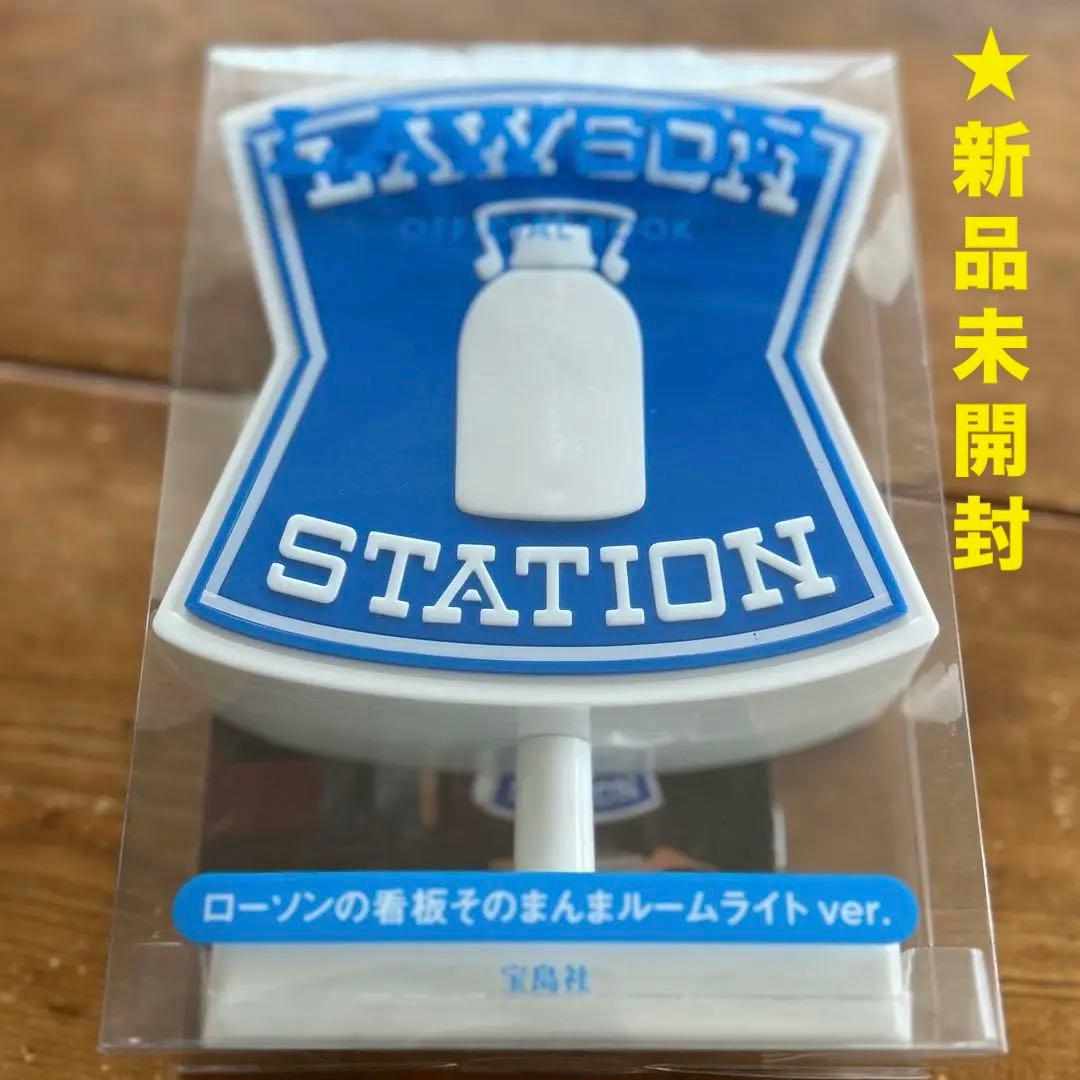 LAWSON
OFFICIAL BOOK
STATION
ローソンの看板そのまんまルームライト ver.
宝島社
★新品未開封